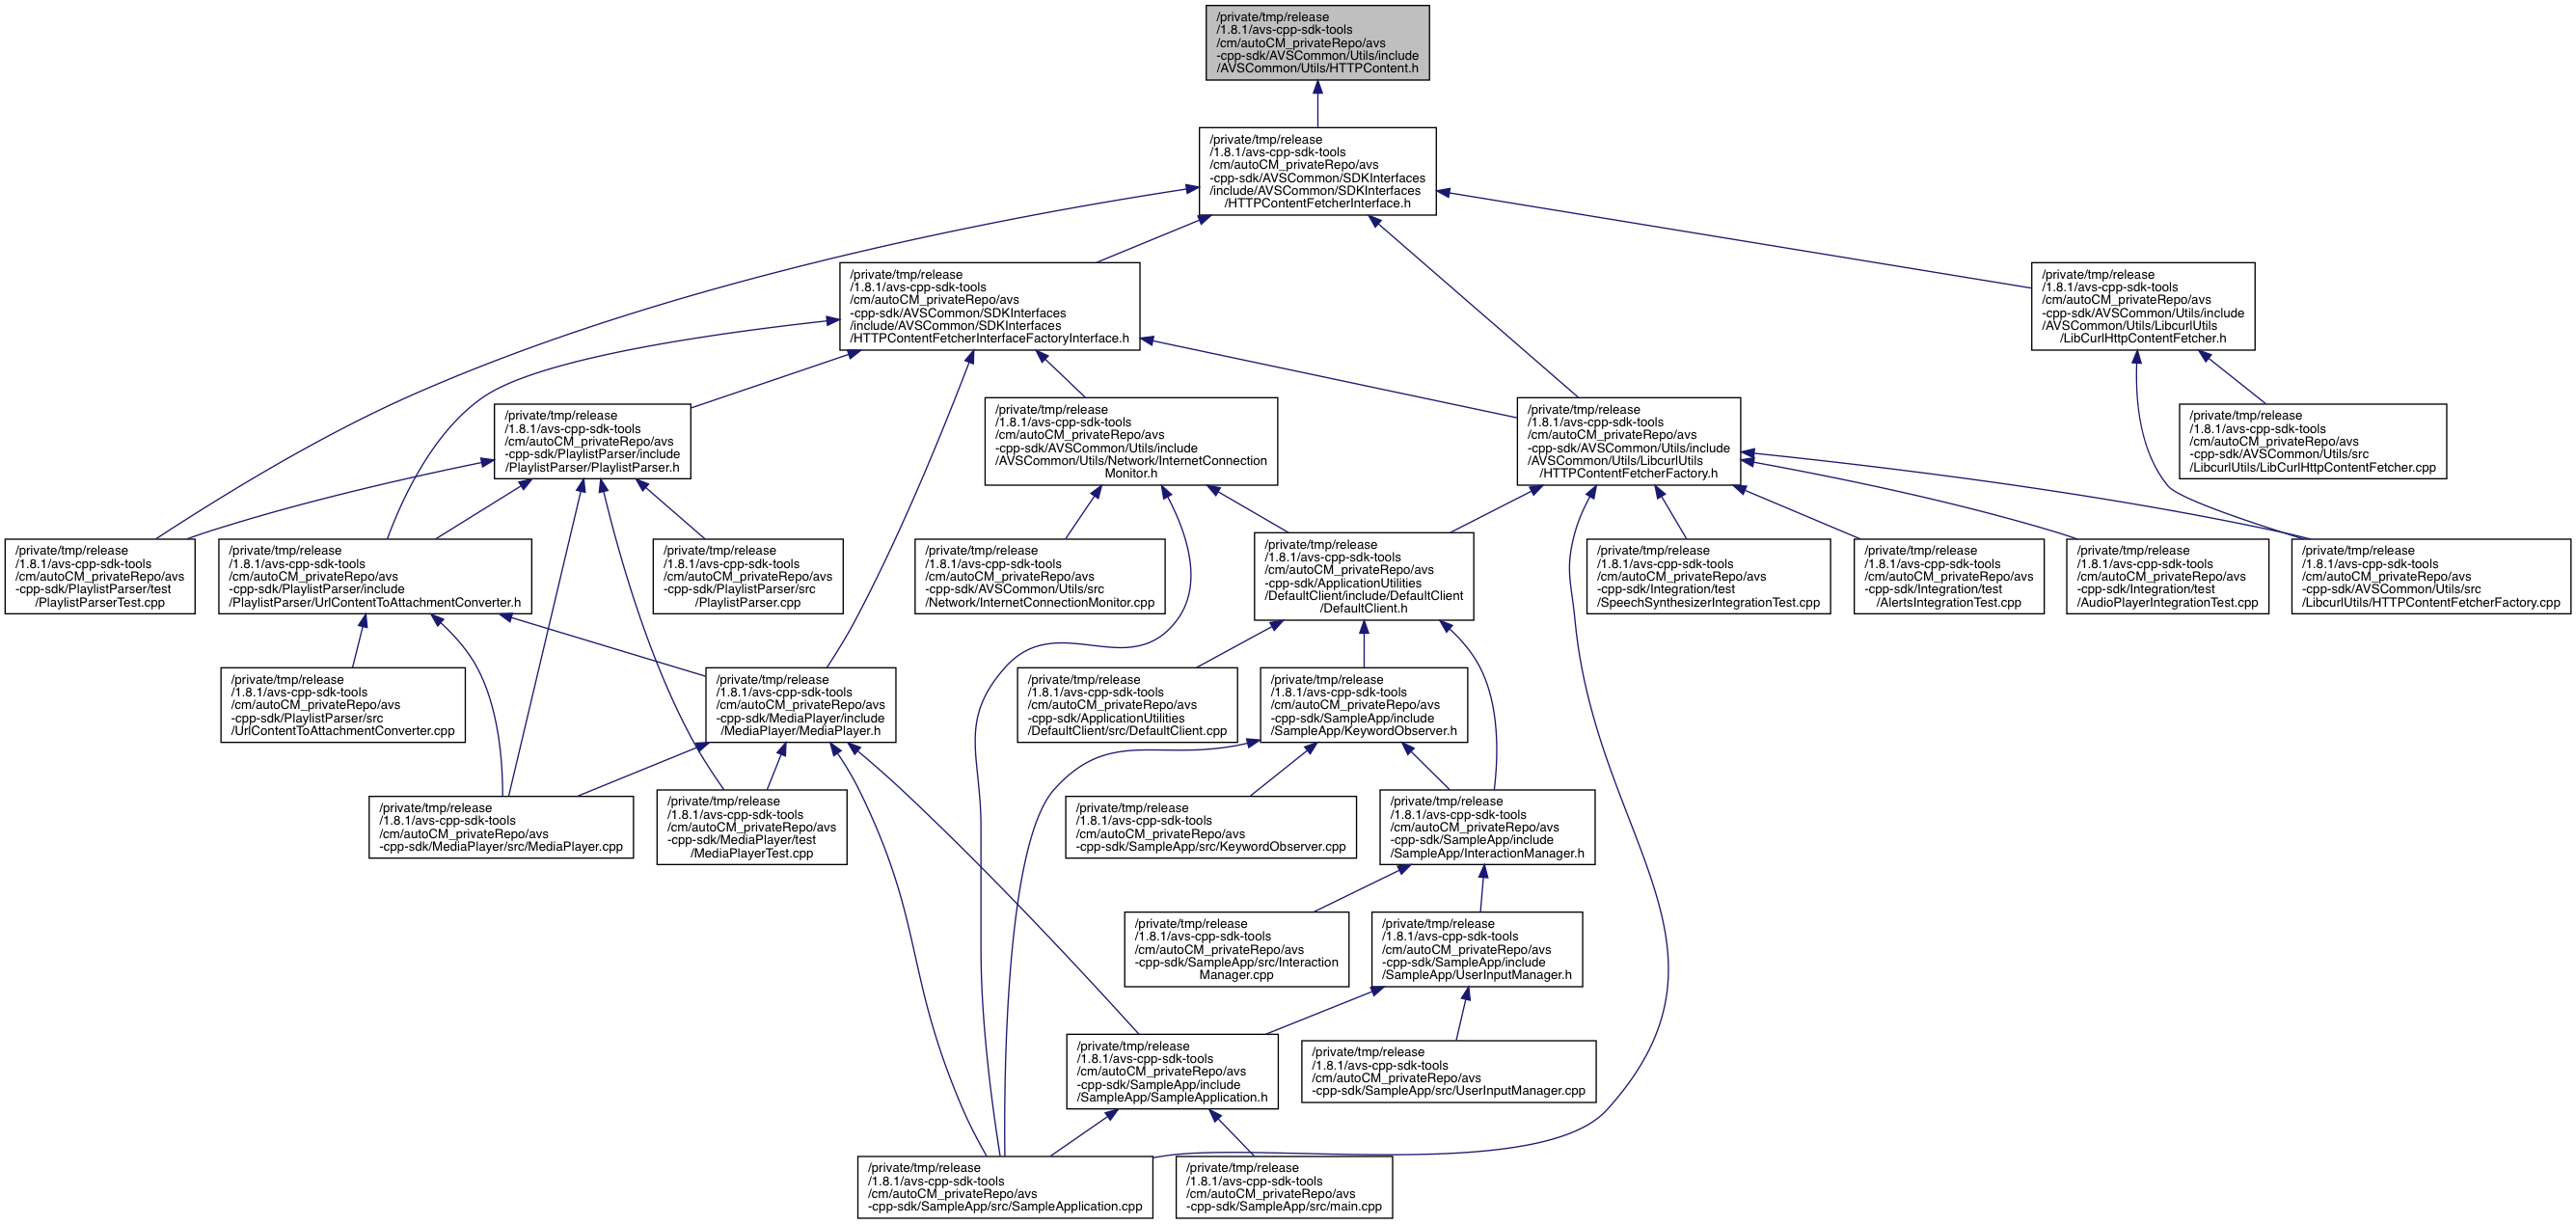 /private/tmp/release
/1.8.1/avs-cpp-sdk-tools
/cm/autoCM_privateRepo/avs
-cpp-sdk/AVSCommon/Utils/include
/AVSCommon/Utils/HTTPContent.h
/private/tmp/release
/1.8.1/avs-cpp-sdk-tools
/cm/autoCM_privateRepo/avs
-cpp-sdk/AVSCommon/SDKInterfaces
/include/AVSCommon/SDKInterfaces
/HTTPContentFetcherInterface.h
/private/tmp/release
/1.8.1/avs-cpp-sdk-tools
/cm/autoCM_privateRepo/avs
-cpp-sdk/AVSCommon/SDKInterfaces
/include/AVSCommon/SDKInterfaces
/HTTPContentFetcherInterfaceFactoryInterface.h
/private/tmp/release
/1.8.1/avs-cpp-sdk-tools
/cm/autoCM_privateRepo/avs
-cpp-sdk/AVSCommon/Utils/include
/AVSCommon/Utils/LibcurlUtils
/LibCurlHttpContentFetcher.h
/private/tmp/release
/1.8.1/avs-cpp-sdk-tools
/cm/autoCM_privateRepo/avs
-cpp-sdk/PlaylistParser/include
/PlaylistParser/PlaylistParser.h
/private/tmp/release
/1.8.1/avs-cpp-sdk-tools
/cm/autoCM_privateRepo/avs
-cpp-sdk/AVSCommon/Utils/include
/AVSCommon/Utils/Network/InternetConnection
Monitor.h
/private/tmp/release
/1.8.1/avs-cpp-sdk-tools
/cm/autoCM_privateRepo/avs
-cpp-sdk/AVSCommon/Utils/include
/AVSCommon/Utils/LibcurlUtils
/HTTPContentFetcherFactory.h
/private/tmp/release
/1.8.1/avs-cpp-sdk-tools
/cm/autoCM_privateRepo/avs
-cpp-sdk/AVSCommon/Utils/src
/LibcurlUtils/LibCurlHttpContentFetcher.cpp
/private/tmp/release
/1.8.1/avs-cpp-sdk-tools
/cm/autoCM_privateRepo/avs
-cpp-sdk/PlaylistParser/test
/PlaylistParserTest.cpp
/private/tmp/release
/1.8.1/avs-cpp-sdk-tools
/cm/autoCM_privateRepo/avs
-cpp-sdk/PlaylistParser/include
/PlaylistParser/UrlContentToAttachmentConverter.h
/private/tmp/release
/1.8.1/avs-cpp-sdk-tools
/cm/autoCM_privateRepo/avs
-cpp-sdk/PlaylistParser/src
/PlaylistParser.cpp
/private/tmp/release
/1.8.1/avs-cpp-sdk-tools
/cm/autoCM_privateRepo/avs
-cpp-sdk/AVSCommon/Utils/src
/Network/InternetConnectionMonitor.cpp
/private/tmp/release
/1.8.1/avs-cpp-sdk-tools
/cm/autoCM_privateRepo/avs
-cpp-sdk/ApplicationUtilities
/DefaultClient/include/DefaultClient
/DefaultClient.h
/private/tmp/release
/1.8.1/avs-cpp-sdk-tools
/cm/autoCM_privateRepo/avs
-cpp-sdk/Integration/test
/SpeechSynthesizerIntegrationTest.cpp
/private/tmp/release
/1.8.1/avs-cpp-sdk-tools
/cm/autoCM_privateRepo/avs
-cpp-sdk/Integration/test
/AlertsIntegrationTest.cpp
/private/tmp/release
/1.8.1/avs-cpp-sdk-tools
/cm/autoCM_privateRepo/avs
-cpp-sdk/Integration/test
/AudioPlayerIntegrationTest.cpp
/private/tmp/release
/1.8.1/avs-cpp-sdk-tools
/cm/autoCM_privateRepo/avs
-cpp-sdk/AVSCommon/Utils/src
/LibcurlUtils/HTTPContentFetcherFactory.cpp
/private/tmp/release
/1.8.1/avs-cpp-sdk-tools
/cm/autoCM_privateRepo/avs
-cpp-sdk/PlaylistParser/src
/UrlContentToAttachmentConverter.cpp
/private/tmp/release
/1.8.1/avs-cpp-sdk-tools
/cm/autoCM_privateRepo/avs
-cpp-sdk/MediaPlayer/include
/MediaPlayer/MediaPlayer.h
/private/tmp/release
/1.8.1/avs-cpp-sdk-tools
/cm/autoCM_privateRepo/avs
-cpp-sdk/ApplicationUtilities
/DefaultClient/src/DefaultClient.cpp
/private/tmp/release
/1.8.1/avs-cpp-sdk-tools
/cm/autoCM_privateRepo/avs
-cpp-sdk/SampleApp/include
/SampleApp/KeywordObserver.h
/private/tmp/release
/1.8.1/avs-cpp-sdk-tools
/cm/autoCM_privateRepo/avs
-cpp-sdk/MediaPlayer/src/MediaPlayer.cpp
/private/tmp/release
/1.8.1/avs-cpp-sdk-tools
/cm/autoCM_privateRepo/avs
-cpp-sdk/MediaPlayer/test
/MediaPlayerTest.cpp
/private/tmp/release
/1.8.1/avs-cpp-sdk-tools
/cm/autoCM_privateRepo/avs
-cpp-sdk/SampleApp/src/KeywordObserver.cpp
/private/tmp/release
/1.8.1/avs-cpp-sdk-tools
/cm/autoCM_privateRepo/avs
-cpp-sdk/SampleApp/include
/SampleApp/InteractionManager.h
/private/tmp/release
/1.8.1/avs-cpp-sdk-tools
/cm/autoCM_privateRepo/avs
-cpp-sdk/SampleApp/src/Interaction
Manager.cpp
/private/tmp/release
/1.8.1/avs-cpp-sdk-tools
/cm/autoCM_privateRepo/avs
-cpp-sdk/SampleApp/include
/SampleApp/UserInputManager.h
/private/tmp/release
/1.8.1/avs-cpp-sdk-tools
/cm/autoCM_privateRepo/avs
-cpp-sdk/SampleApp/include
/SampleApp/SampleApplication.h
/private/tmp/release
/1.8.1/avs-cpp-sdk-tools
/cm/autoCM_privateRepo/avs
-cpp-sdk/SampleApp/src/UserInputManager.cpp
/private/tmp/release
/1.8.1/avs-cpp-sdk-tools
/cm/autoCM_privateRepo/avs
-cpp-sdk/SampleApp/src/SampleApplication.cpp
/private/tmp/release
/1.8.1/avs-cpp-sdk-tools
/cm/autoCM_privateRepo/avs
-cpp-sdk/SampleApp/src/main.cpp